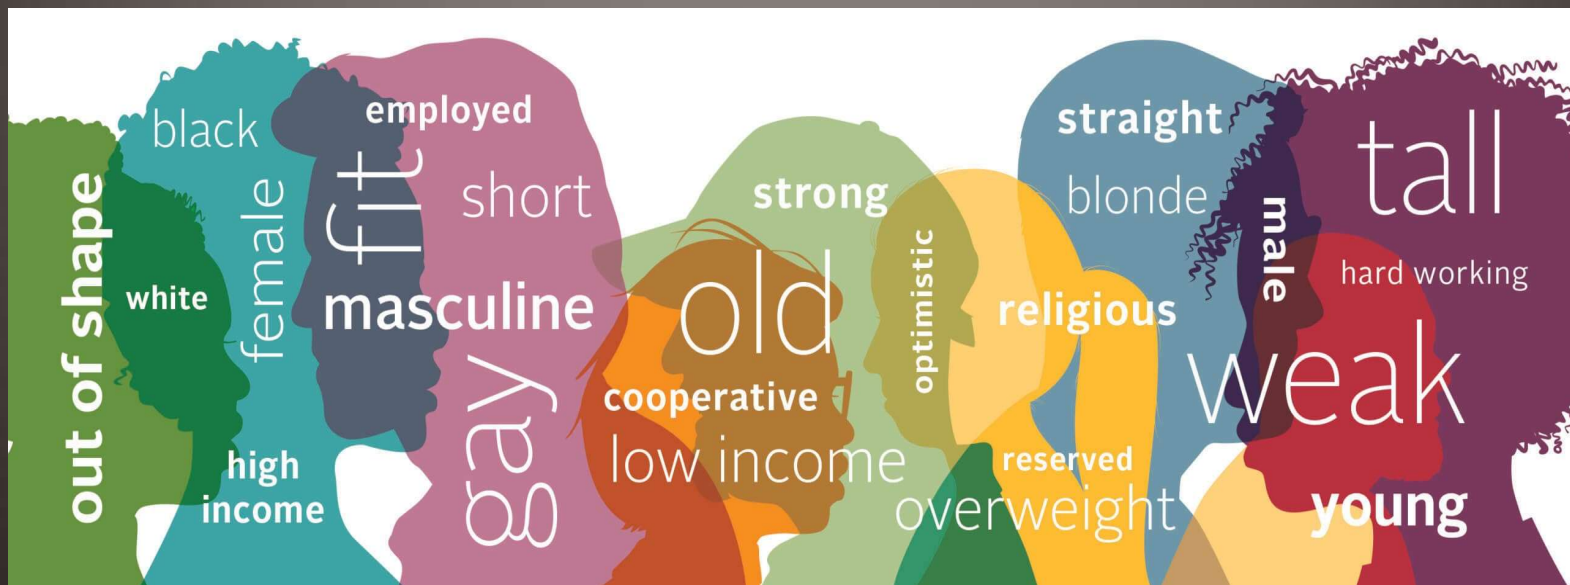 out of shape
black
white
female
high
income
employed
fit
short
masculine
gay
strong
old
cooperative
low income
optimistic
religious
reserved
overweight
straight
blonde
male
tall
hard working
weak
young